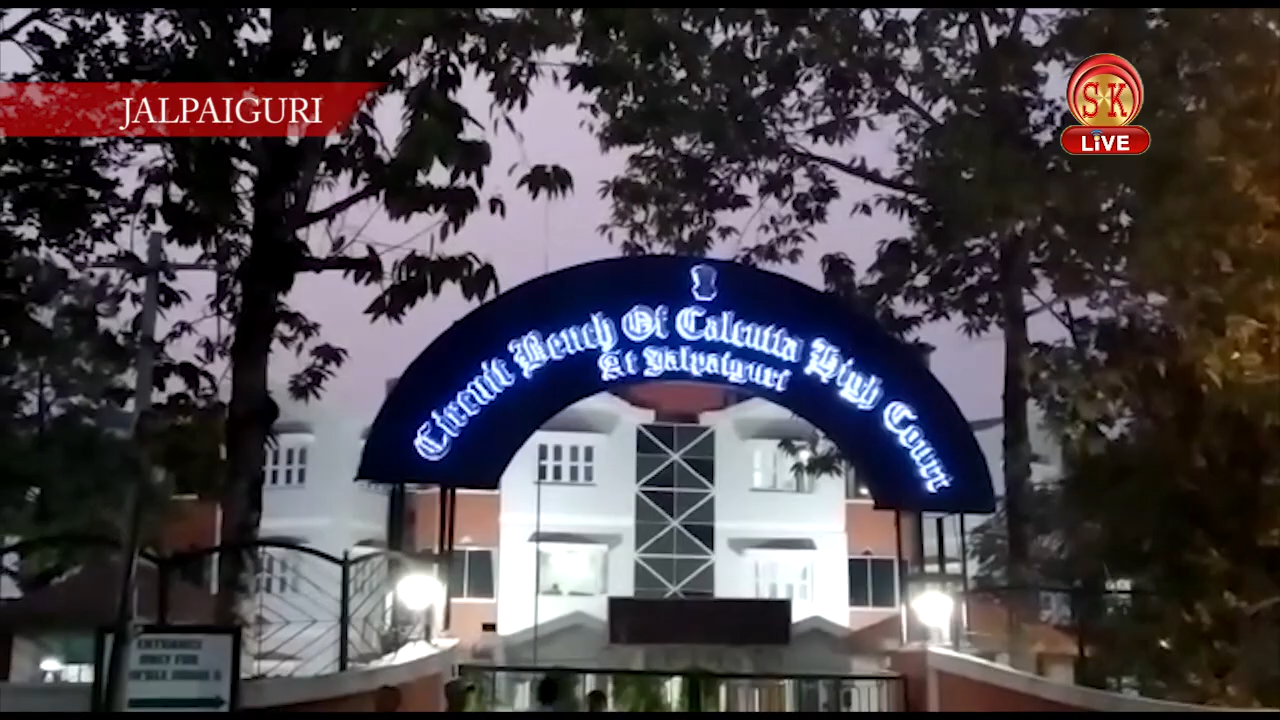 JALPAIGURI
SK
LiVE
Circuit Bench Of Calcutta High Court
At Jalpaiguri
ENTRANCE
ONLY FOR